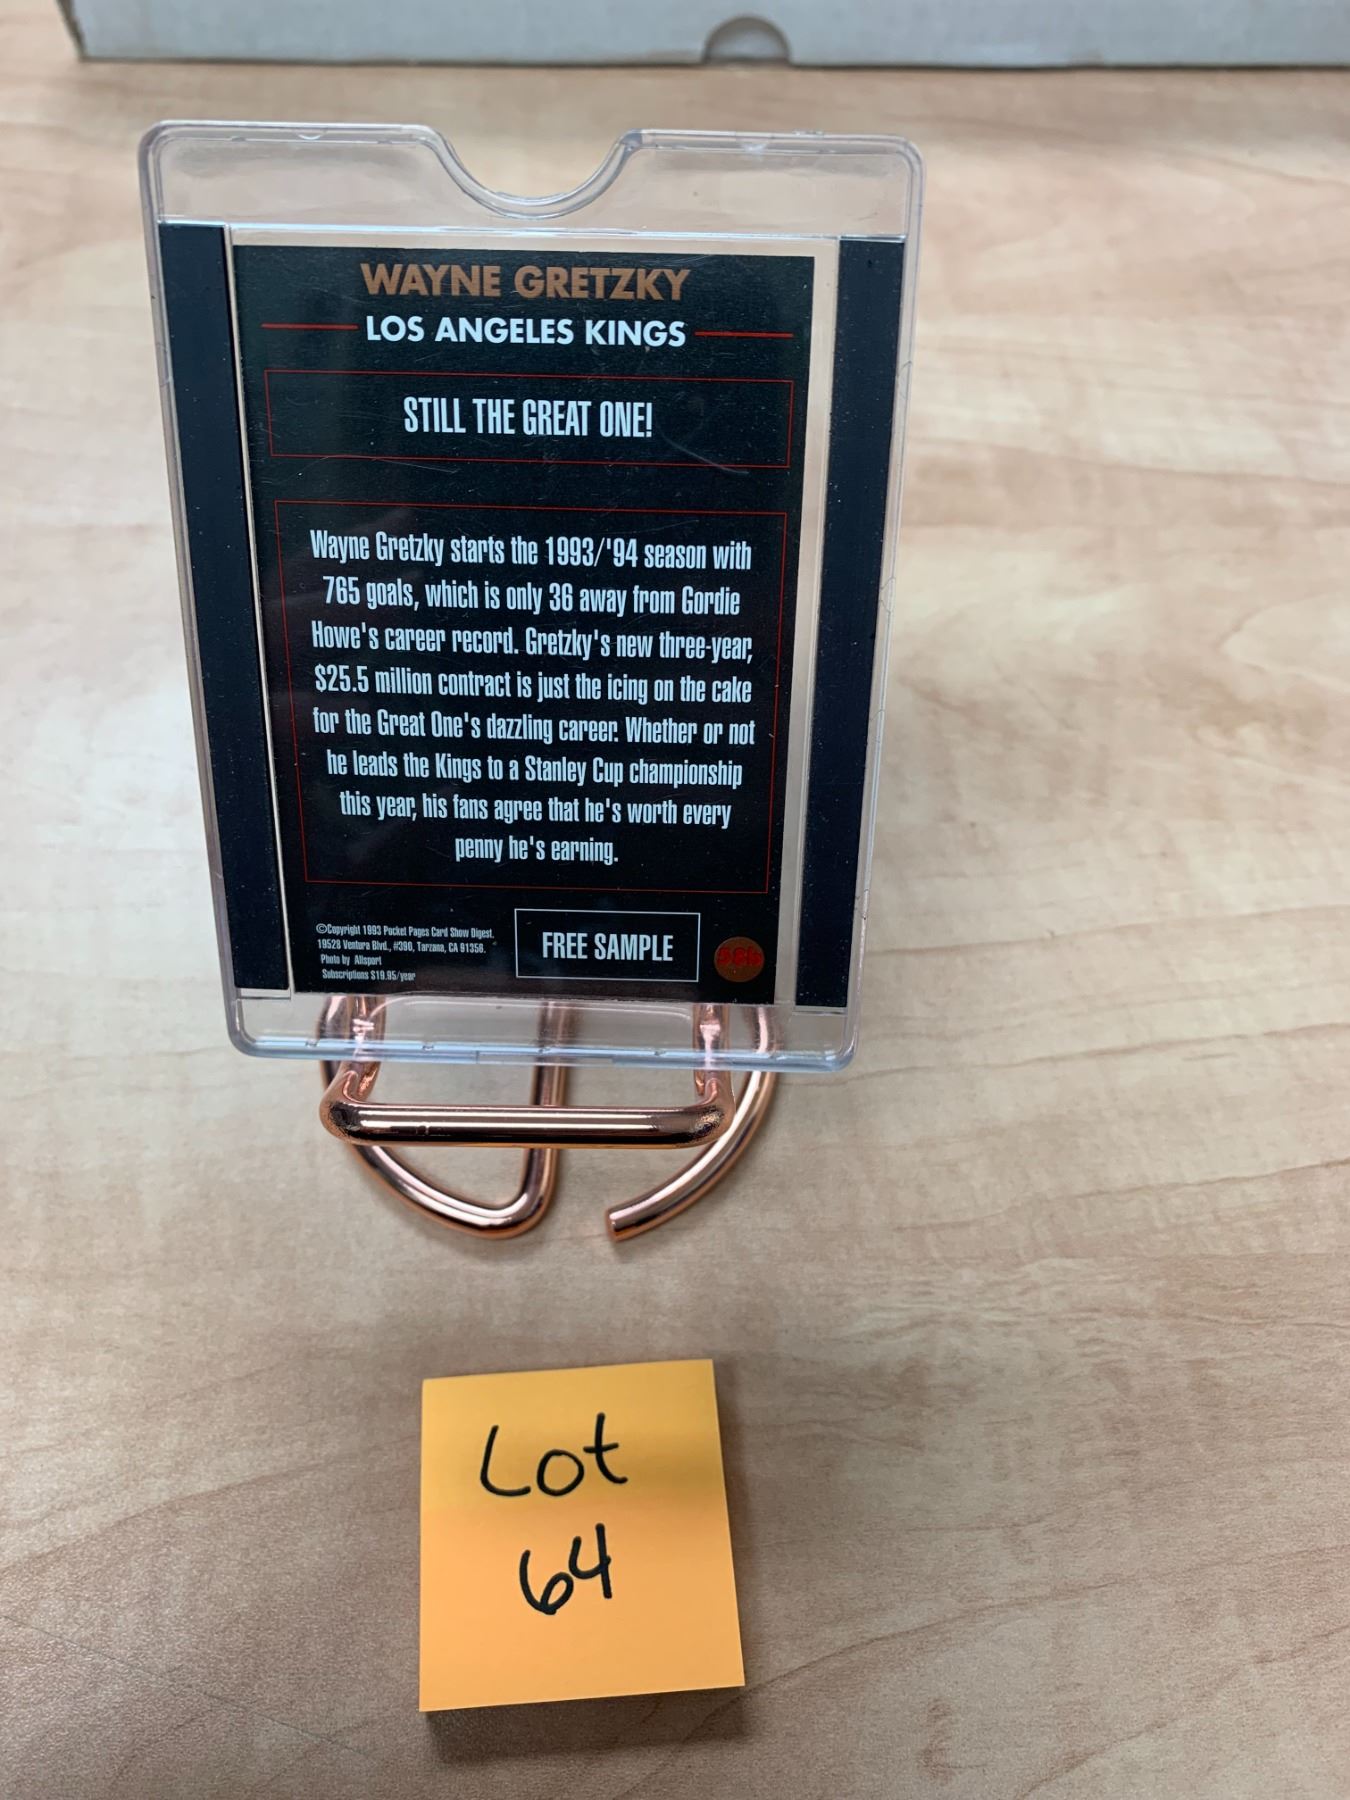 WAYNE GRETZKY
LOS ANGELES KINGS
STILL THE GREAT ONE!
Wayne Gretzky starts the 1993/'94 season with
765 goals, which is only 36 away from Gordie
Howe's career record. Gretzky's new three-year,
$25.5 million contract is just the icing on the cake
for the Great One's dazzling career. Whether or not
he leads the Kings to a Stanley Cup championship
this year, his fans agree that he's worth every
penny he's earning.
©Copyright 1993 Pocket Pages Card Show Digest.
19528 Ventura Blvd., #390, Tarzana, CA 91356.
Photo by Allsport
Subscriptions $19.95/year
FREE SAMPLE
58b
Lot
64